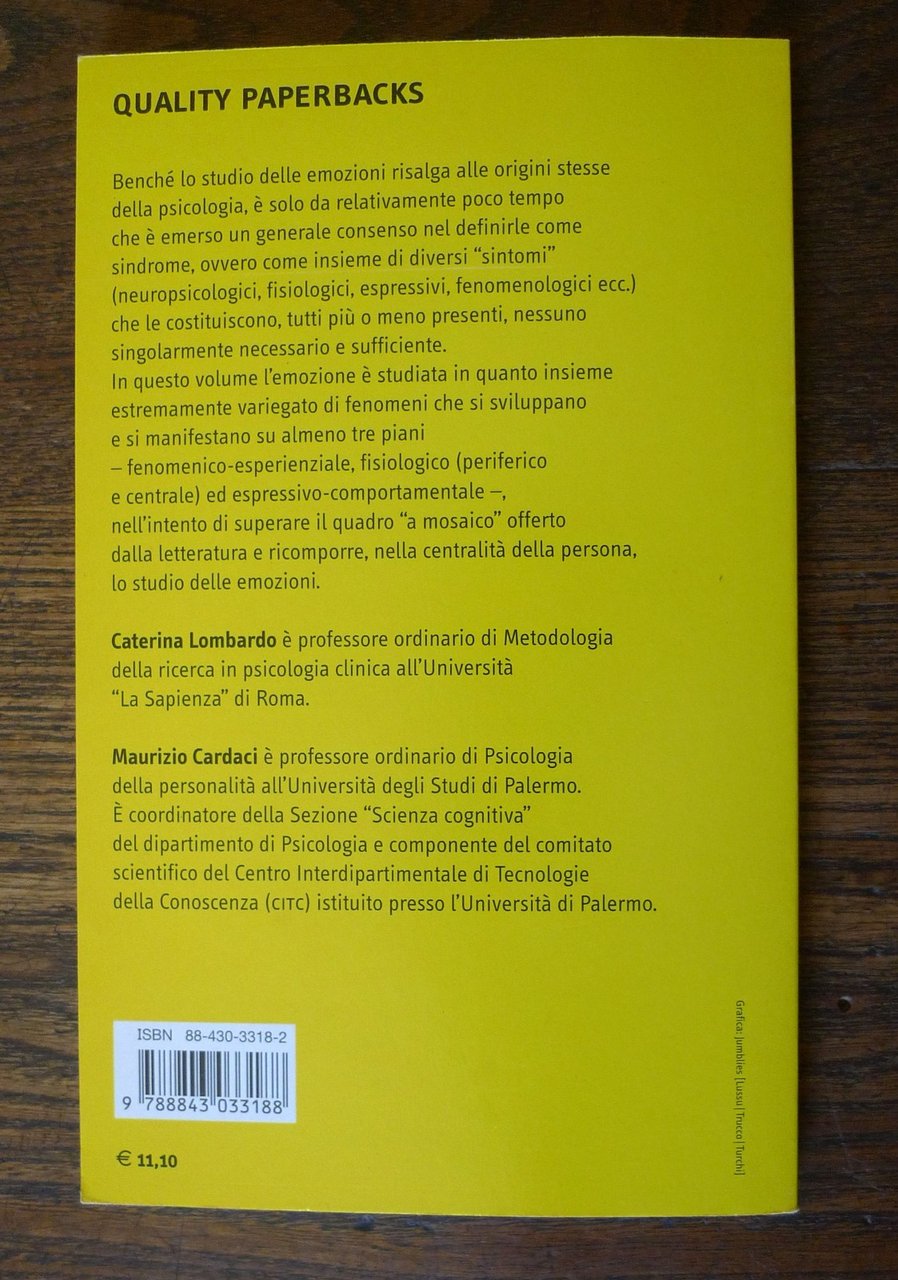 QUALITY PAPERBACKS
Benché lo studio delle emozioni risalga alle origini stesse
della psicologia, è solo da relativamente poco tempo
che è emerso un generale consenso nel definirle come
sindrome, ovvero come insieme di diversi “sintomi”
(neuropsicologici, fisiologici, espressivi, fenomenologici ecc.)
che le costituiscono, tutti più o meno presenti, nessuno
singolarmente necessario e sufficiente.
In questo volume l’emozione è studiata in quanto insieme
estremamente variegato di fenomeni che si sviluppano
e si manifestano su almeno tre piani
– fenomenico-esperienziale, fisiologico (periferico
e centrale) ed espressivo-comportamentale –,
nell’intento di superare il quadro “a mosaico” offerto
dalla letteratura e ricomporre, nella centralità della persona,
lo studio delle emozioni.
Caterina Lombardo è professore ordinario di Metodologia
della ricerca in psicologia clinica all’Università
“La Sapienza” di Roma.
Maurizio Cardaci è professore ordinario di Psicologia
della personalità all’Università degli Studi di Palermo.
È coordinatore della Sezione “Scienza cognitiva”
del dipartimento di Psicologia e componente del comitato
scientifico del Centro Interdipartimentale di Tecnologie
della Conoscenza (CITC) istituito presso l’Università di Palermo.
ISBN 88-430-3318-2
9 788843 033188
€ 11,10
Grafica: Jumblies [Lussu|Trucco|Turchi]